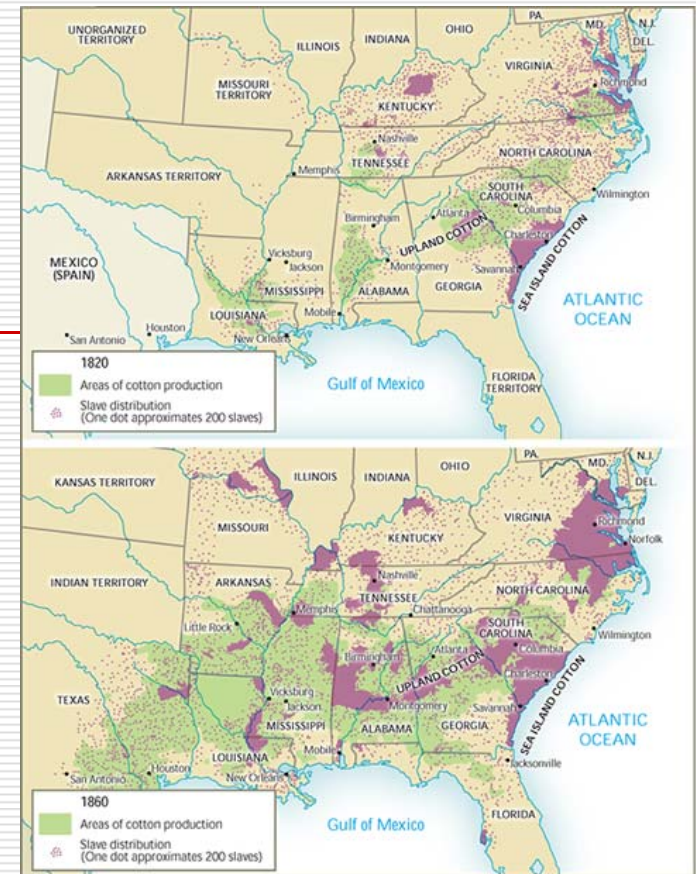 PA.
MD.
N.J.
UNORGANIZED
TERRITORY
ILLINOIS
INDIANA
OHIO
DEL.
VIRGINIA
MISSOURI
TERRITORY
Richmond
KENTUCKY
Nashville
TENNESSEE
NORTH CAROLINA
ARKANSAS TERRITORY
Memphis
SOUTH
CAROLINA
Wilmington
Birmingham
Atlanta
Columbia
UPLAND COTTON
Charleston
SEA ISLAND COTTON
Vicksburg
Jackson
MEXICO
(SPAIN)
MISSISSIPPI
Montgomery
Savannah
ALABAMA
GEORGIA
ATLANTIC
OCEAN
LOUISIANA
Mobile
Houston
San Antonio
New Orleans
1820
Areas of cotton production
Slave distribution
(One dot approximates 200 slaves)
Gulf of Mexico
FLORIDA
TERRITORY
PA.
MD.
N.J.
KANSAS TERRITORY
ILLINOIS
INDIANA
OHIO
DEL.
VIRGINIA
MISSOURI
Richmond
KENTUCKY
Norfolk
INDIAN TERRITORY
ARKANSAS
Nashville
TENNESSEE
NORTH CAROLINA
Memphis
Chattanooga
Little Rock
SOUTH
CAROLINA
Wilmington
Birmingham
Atlanta
Columbia
UPLAND COTTON
Charleston
SEA ISLAND COTTON
TEXAS
Vicksburg
Jackson
MISSISSIPPI
Montgomery
Savannah
ALABAMA
GEORGIA
ATLANTIC
OCEAN
LOUISIANA
Mobile
Jacksonville
Houston
San Antonio
New Orleans
1860
Areas of cotton production
Slave distribution
(One dot approximates 200 slaves)
Gulf of Mexico
FLORIDA